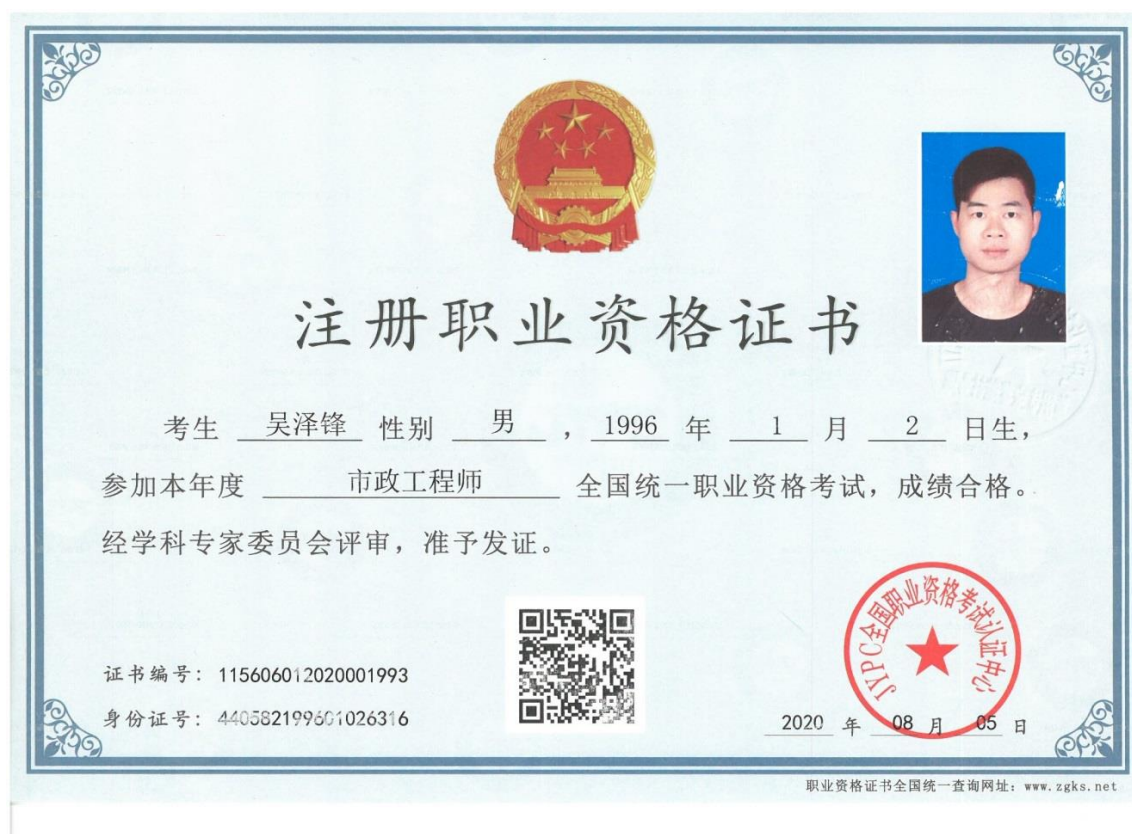 注册职业资格证书
考生 吴泽锋 性别 男 ，1996 年 1 月 2 日生，
参加本年度 市政工程师 全国统一职业资格考试，成绩合格。
经学科专家委员会评审，准予发证。
证书编号：115606012020001993
身份证号：440582199601026316
JYPC全国职业资格考试认证中心
2020 年 08 月 05 日
职业资格证书全国统一查询网址：www.zgks.net